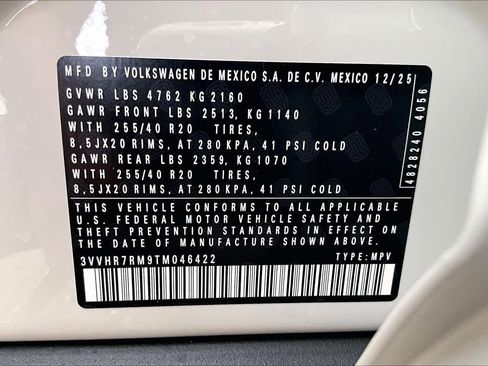 MFD BY VOLKSWAGEN DE MEXICO S.A. DE C.V. MEXICO 12/25
GVWR LBS 4762 KG 2160
GAWR FRONT LBS 2513, KG 1140
WITH 255/40 R20 TIRES,
8,5JX20 RIMS, AT 280 KPA, 41 PSI COLD
GAWR REAR LBS 2359, KG 1070
WITH 255/40 R20 TIRES,
8,5JX20 RIMS, AT 280 KPA, 41 PSI COLD
THIS VEHICLE CONFORMS TO ALL APPLICABLE
U.S. FEDERAL MOTOR VEHICLE SAFETY AND
THEFT PREVENTION STANDARDS IN EFFECT ON
THE DATE OF MANUFACTURE SHOWN ABOVE
3VVHR7RM9TM046422 TYPE: MPV
4828240 4056